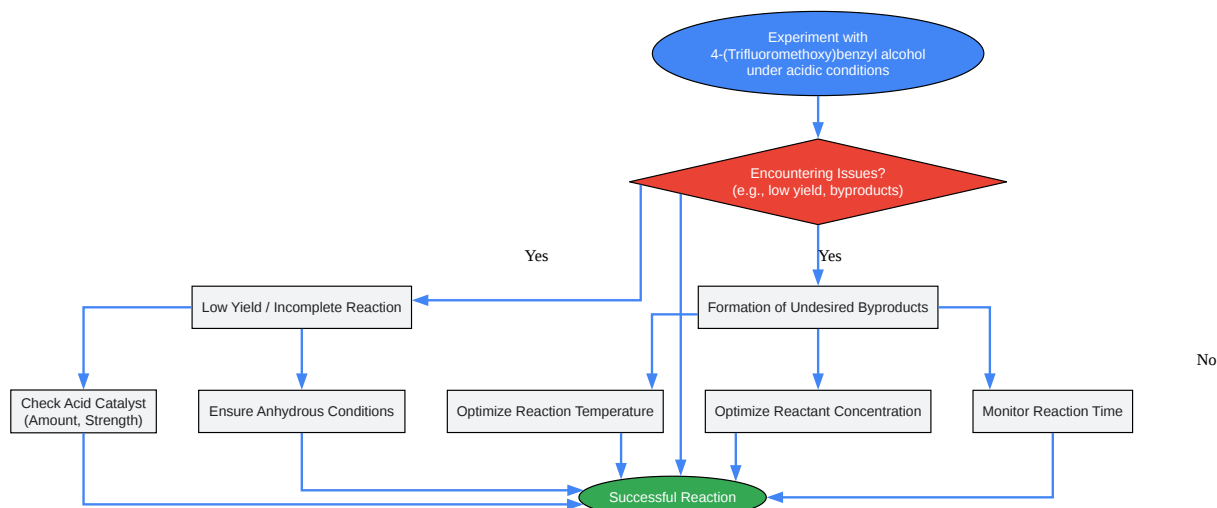 Experiment with
4-(Trifluoromethoxy)benzyl alcohol
under acidic conditions
Encountering Issues?
(e.g., low yield, byproducts)
Yes
Yes
Low Yield / Incomplete Reaction
Formation of Undesired Byproducts
No
Check Acid Catalyst
(Amount, Strength)
Ensure Anhydrous Conditions
Optimize Reaction Temperature
Optimize Reactant Concentration
Monitor Reaction Time
Successful Reaction